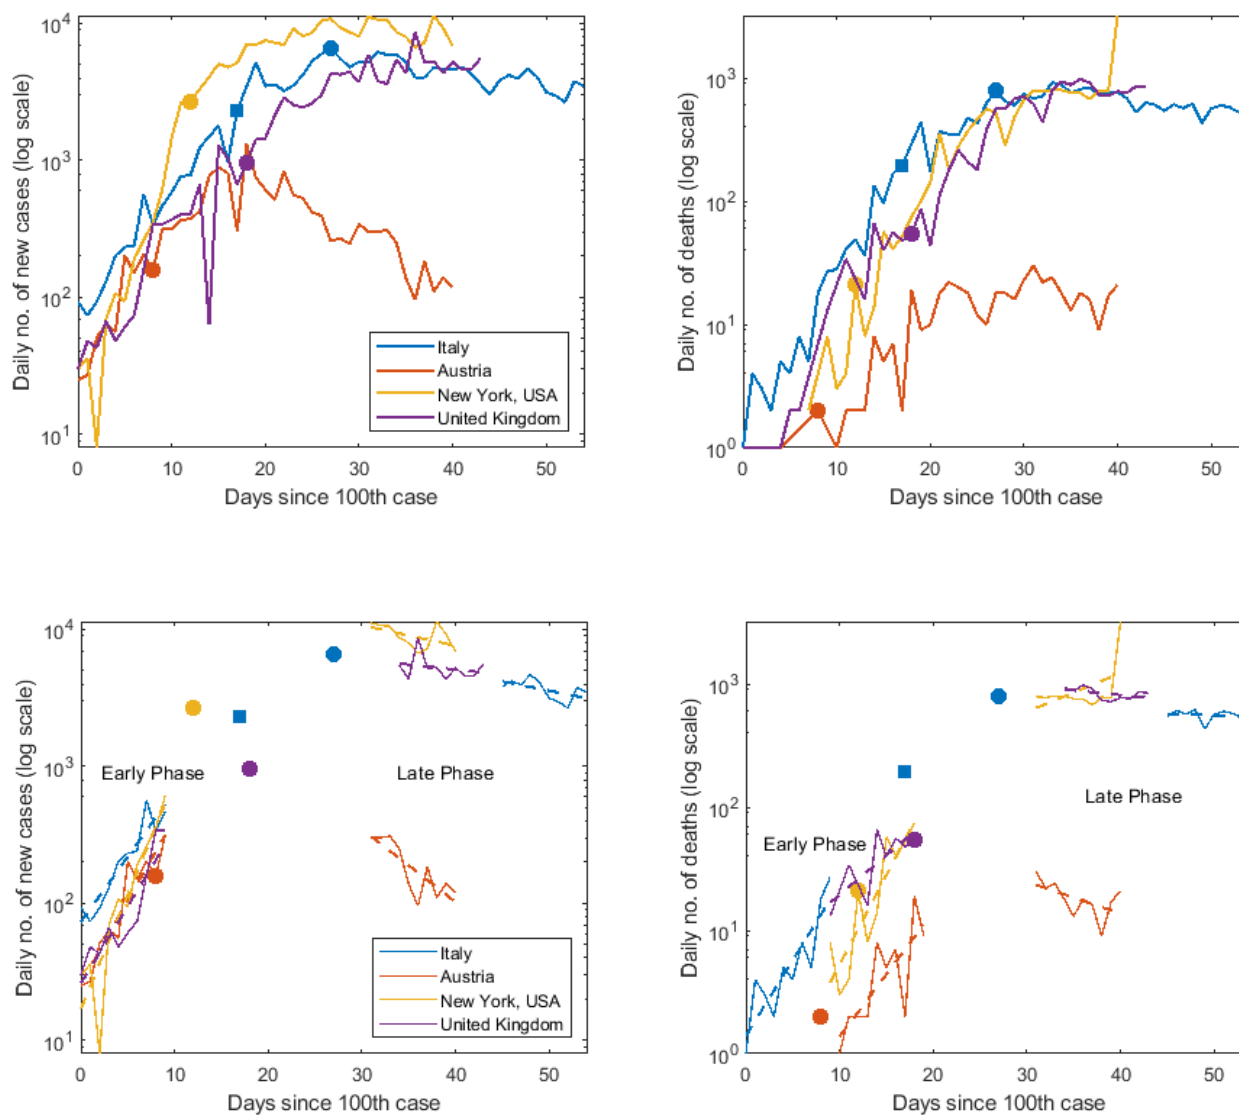 Daily no. of new cases (log scale)
10^4
10^3
10^2
10^1
Italy
Austria
New York, USA
United Kingdom
0 10 20 30 40 50
Days since 100th case
Daily no. of deaths (log scale)
10^3
10^2
10^1
10^0
0 10 20 30 40 50
Days since 100th case
Daily no. of new cases (log scale)
10^4
10^3
10^2
10^1
Early Phase
Late Phase
Italy
Austria
New York, USA
United Kingdom
0 10 20 30 40 50
Days since 100th case
Daily no. of deaths (log scale)
10^3
10^2
10^1
10^0
Late Phase
Early Phase
0 10 20 30 40 50
Days since 100th case